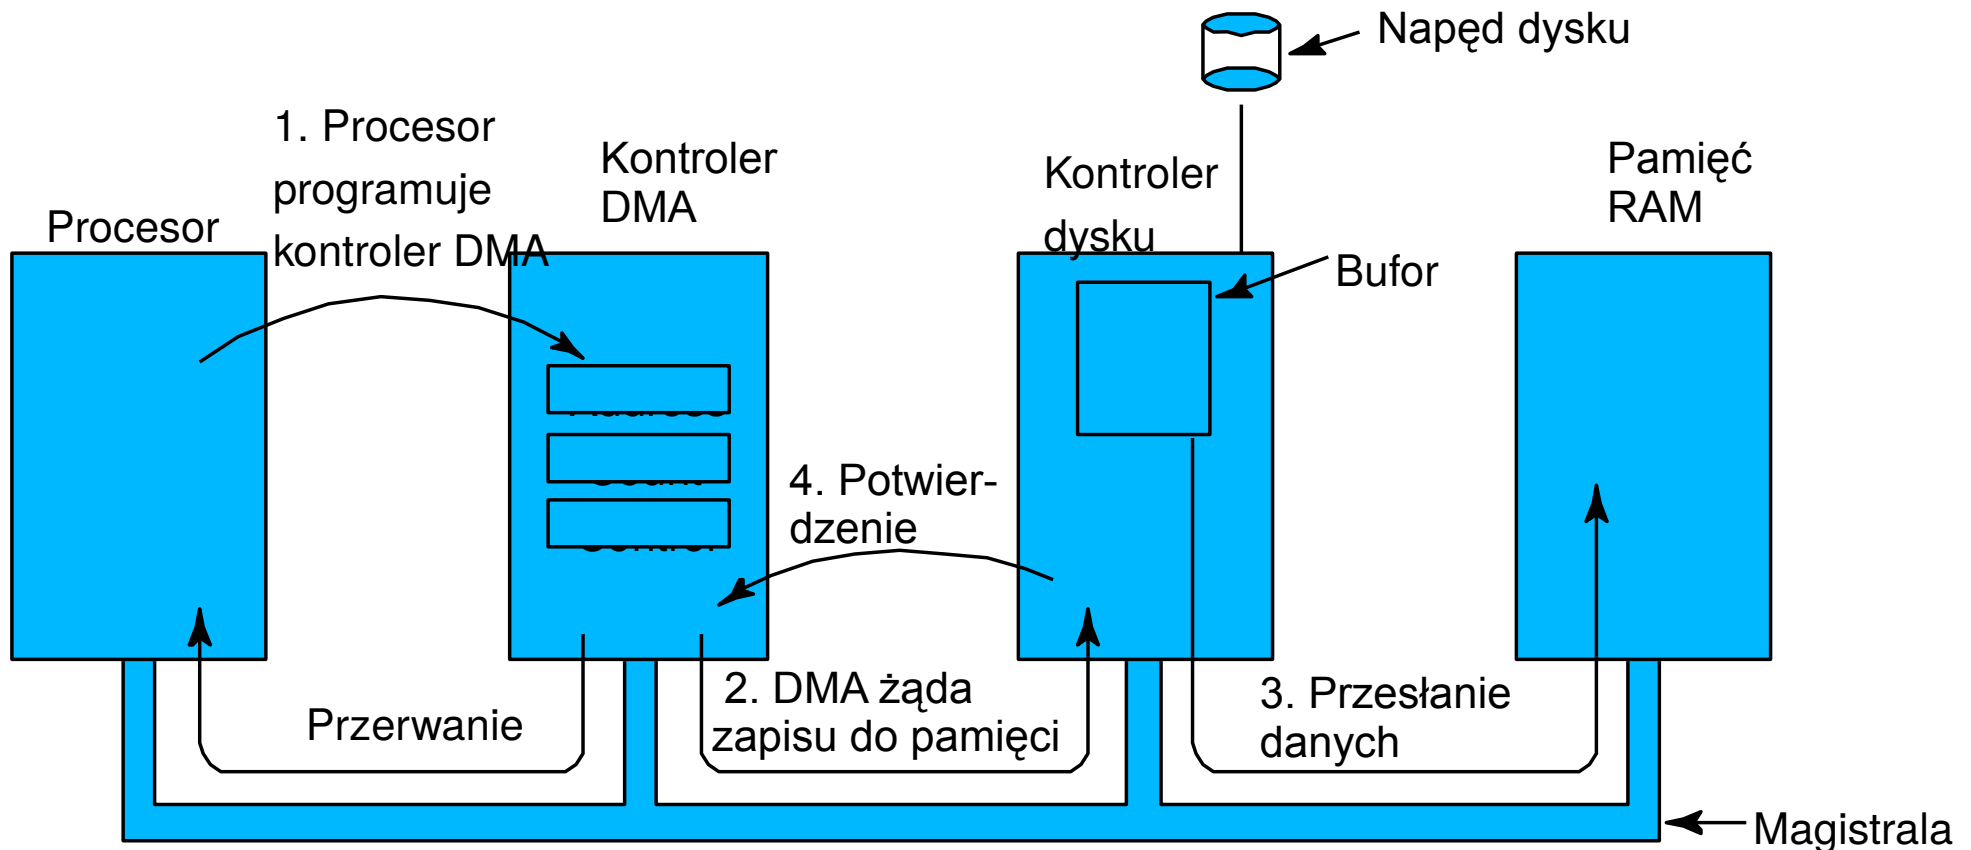 Napęd dysku
1. Procesor
programuje
kontroler DMA
Kontroler
DMA
Kontroler
dysku
Pamięć
RAM
Procesor
Bufor
4. Potwier-
dzenie
2. DMA żąda
zapisu do pamięci
3. Przesłanie
danych
Przerwanie
Magistrala